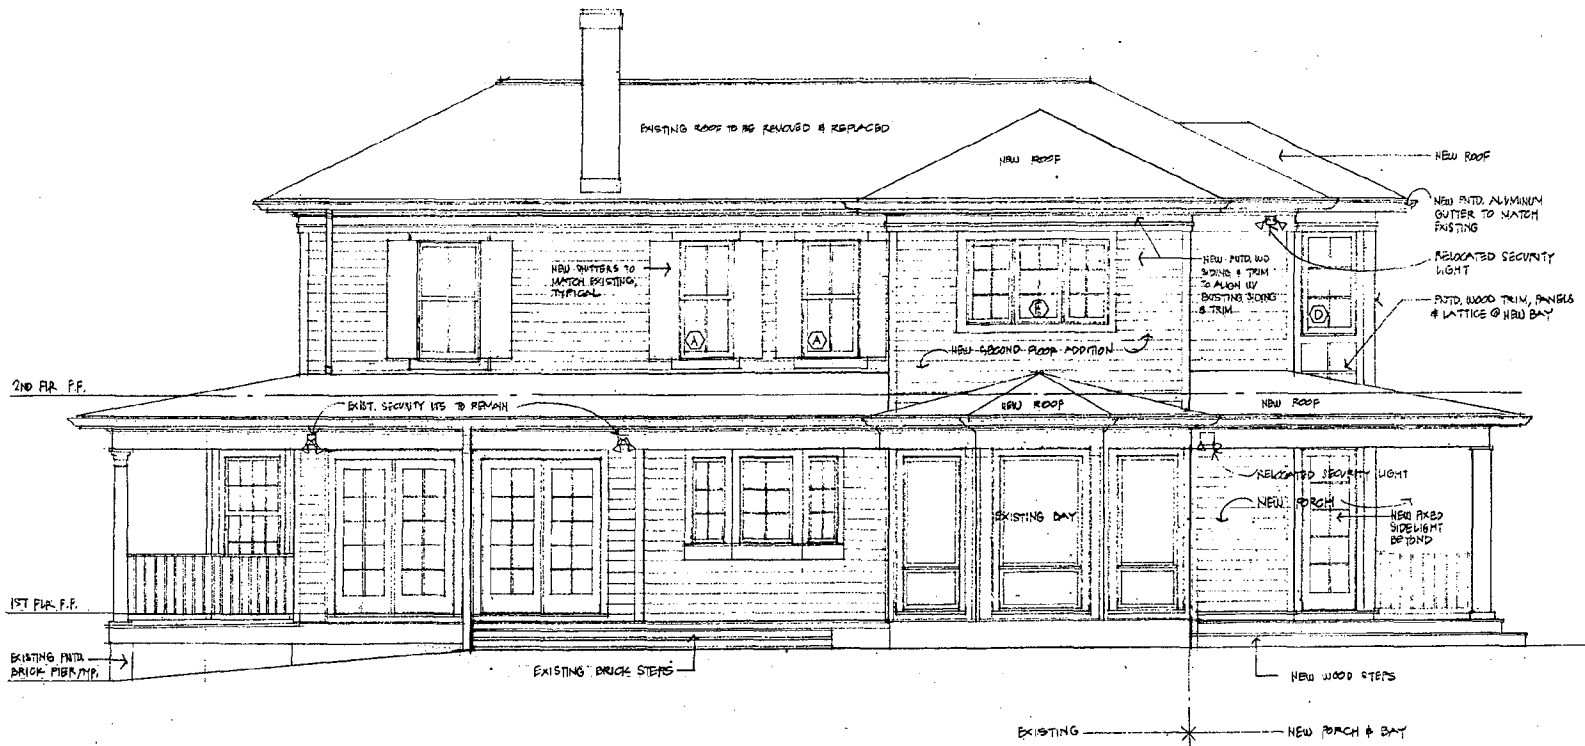 EXISTING ROOF TO BE REMOVED & REPLACED
NEW ROOF
NEW ROOF
NEW PNTD. ALUMINUM
GUTTER TO MATCH
EXISTING
RELOCATED SECURITY
LIGHT
PNTD. WOOD TRIM, PANELS
& LATTICE @ NEW BAY
NEW SHUTTERS TO
MATCH EXISTING,
TYPICAL
NEW PNTD. WD
SIDING & TRIM
TO ALIGN W/
EXISTING SIDING
& TRIM
A
A
E
D
NEW SECOND FLOOR ADDITION
2ND FLR F.F.
EXIST. SECURITY LTS TO REMAIN
NEW ROOF
NEW ROOF
RELOCATED SECURITY LIGHT
NEW PORCH
NEW FIXED
SIDELIGHT
BEYOND
EXISTING BAY
1ST FLR F.F.
EXISTING PNTD.
BRICK PIER, TYP.
EXISTING BRICK STEPS
NEW WOOD STEPS
EXISTING
NEW PORCH & BAY